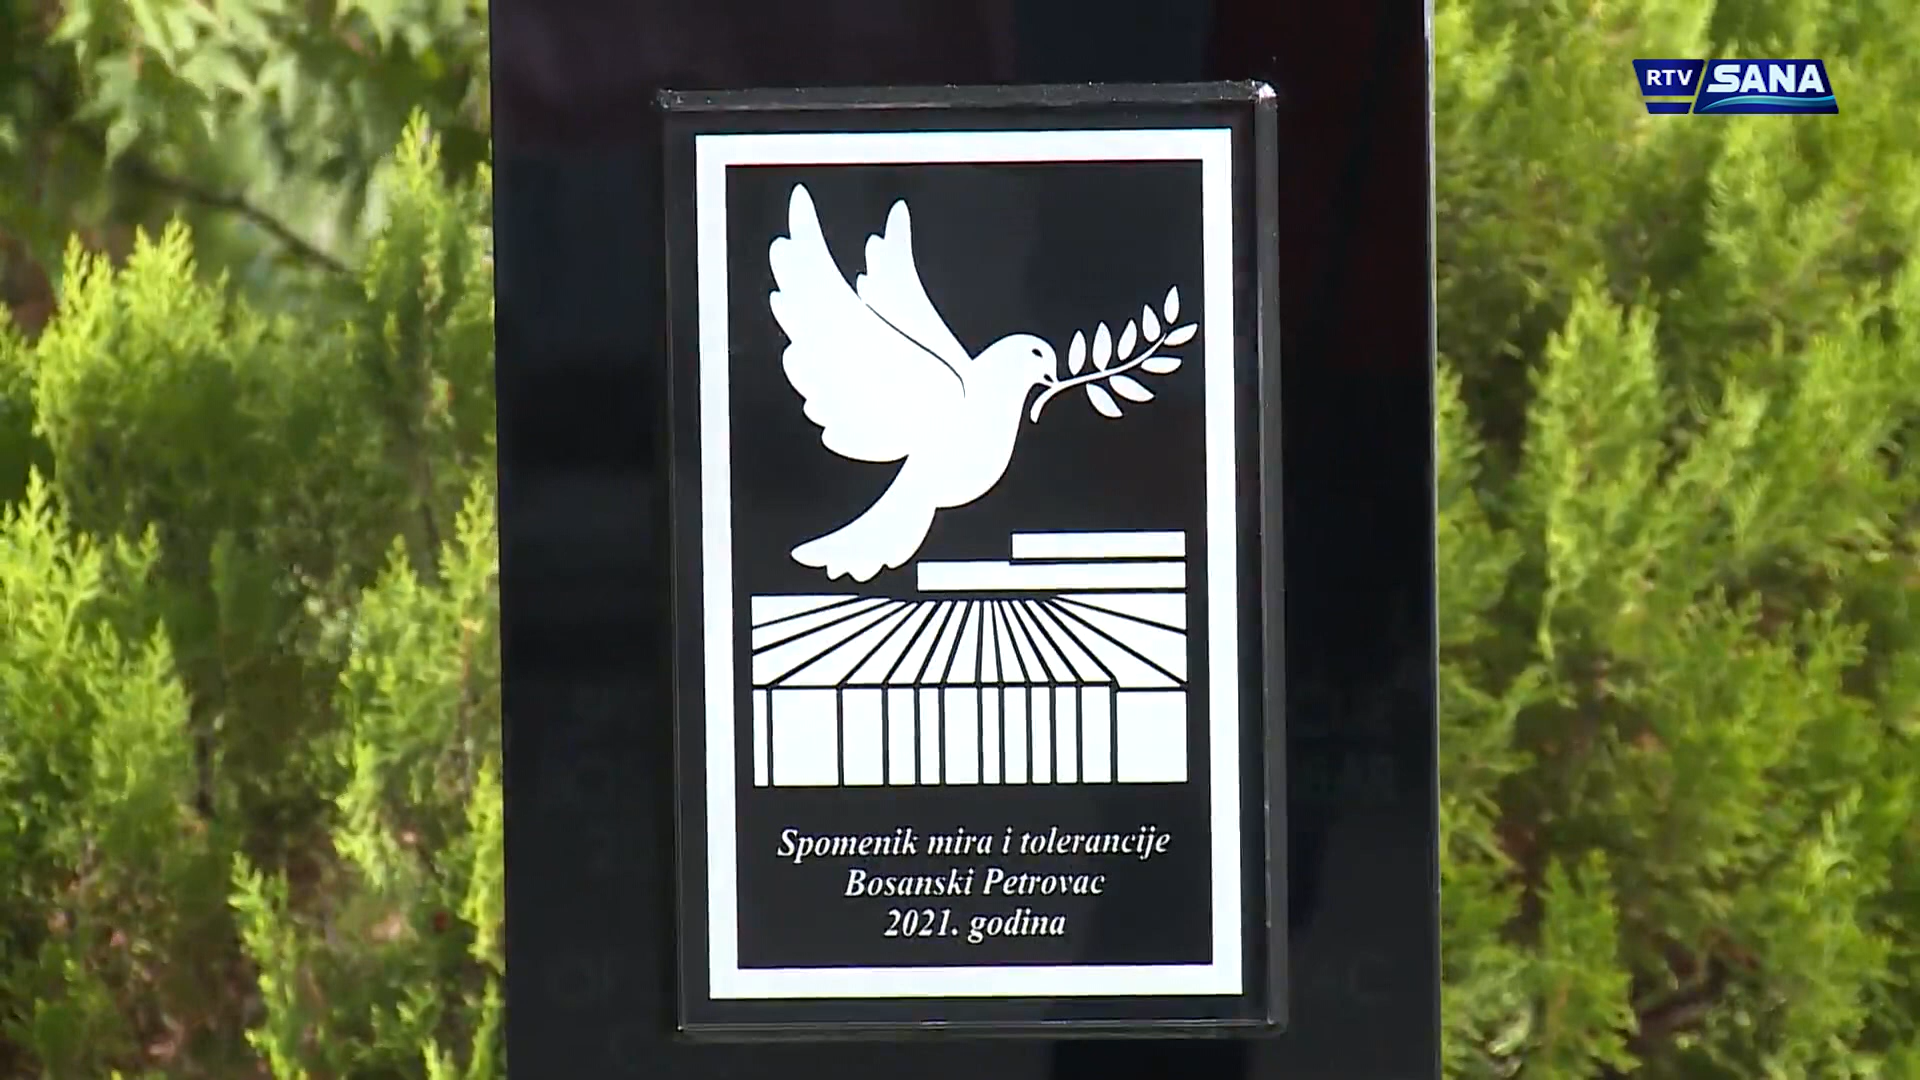 RTV SANA
Spomenik mira i tolerancije
Bosanski Petrovac
2021. godina